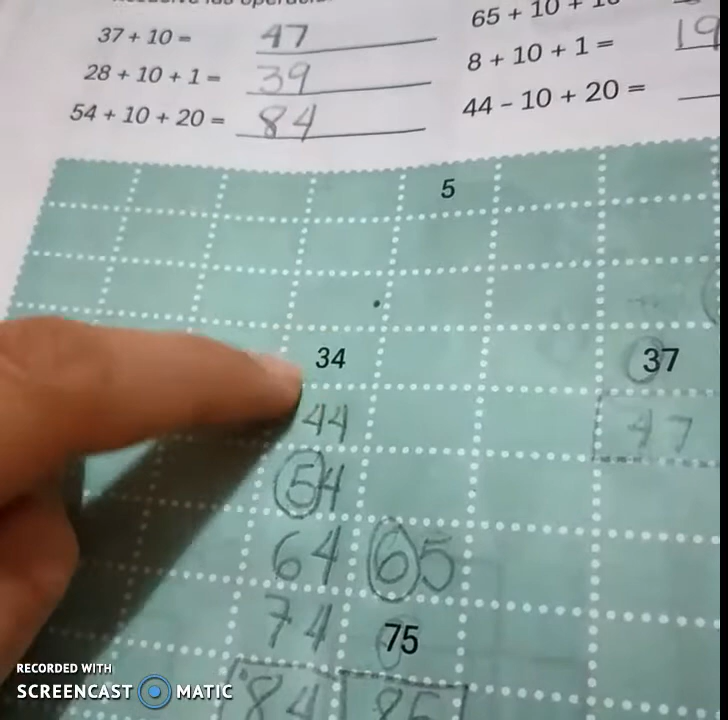 37 + 10 = 47
65 + 10 +
28 + 10 + 1 = 39
8 + 10 + 1 = 19
54 + 10 + 20 = 84
44 - 10 + 20 =
5
34 37
44 47
54
64 65
74 75
84 85
RECORDED WITH
SCREENCAST MATIC